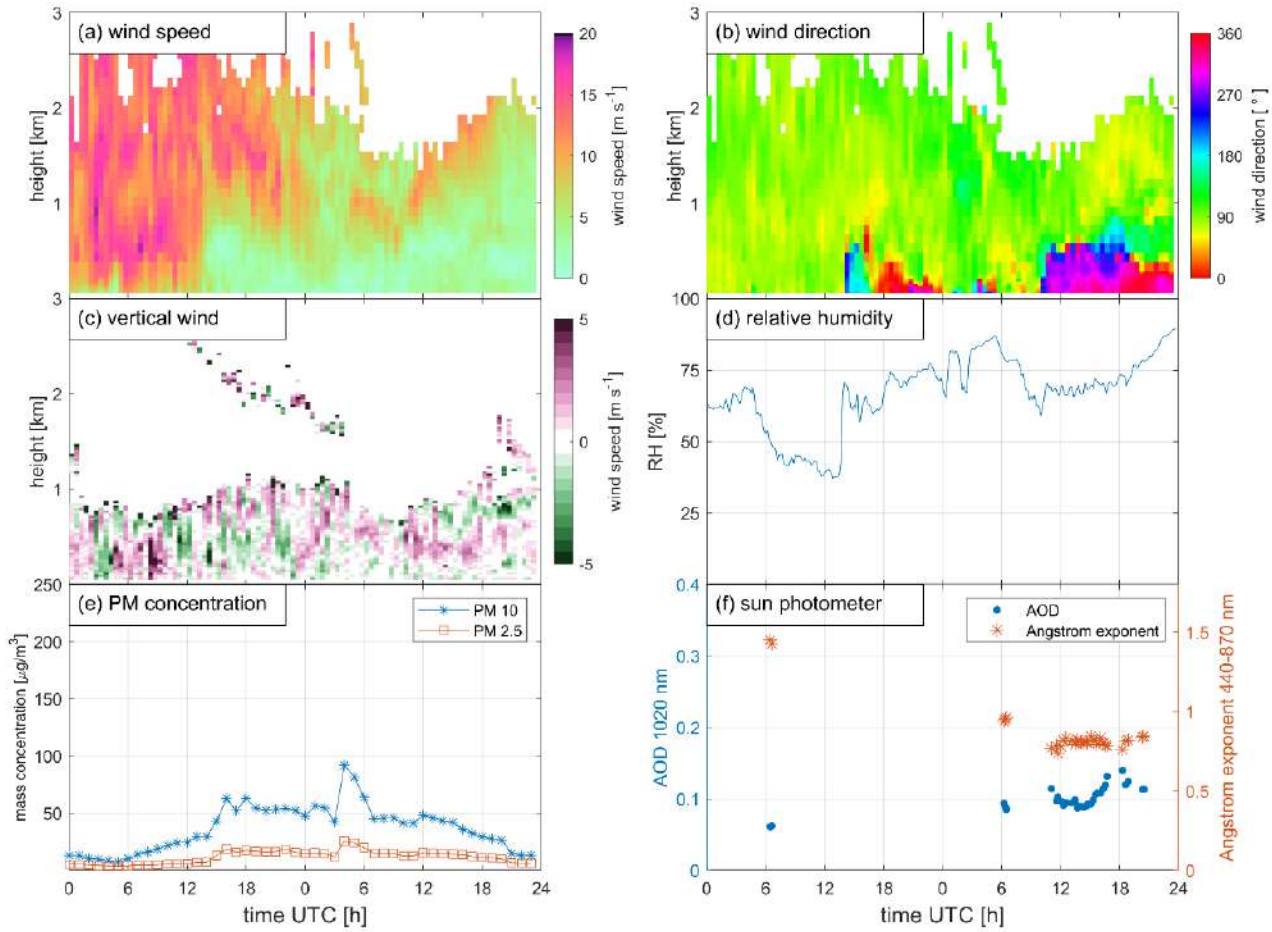 (a) wind speed
3
2
1
3
height [km]
20
15
10
5
0
wind speed [m s⁻¹]
(b) wind direction
3
2
1
100
height [km]
360
270
180
90
0
wind direction [ ° ]
(c) vertical wind
2
1
250
height [km]
5
0
-5
wind speed [m s⁻¹]
(d) relative humidity
75
50
25
RH [%]
(e) PM concentration
PM 10
PM 2.5
200
150
100
50
mass concentration [µg/m³]
0 6 12 18 0 6 12 18 24
time UTC [h]
(f) sun photometer
AOD
Angstrom exponent
0.4
0.3
0.2
0.1
0
AOD 1020 nm
1.5
1
0.5
0
Angstrom exponent 440-870 nm
0 6 12 18 0 6 12 18 24
time UTC [h]